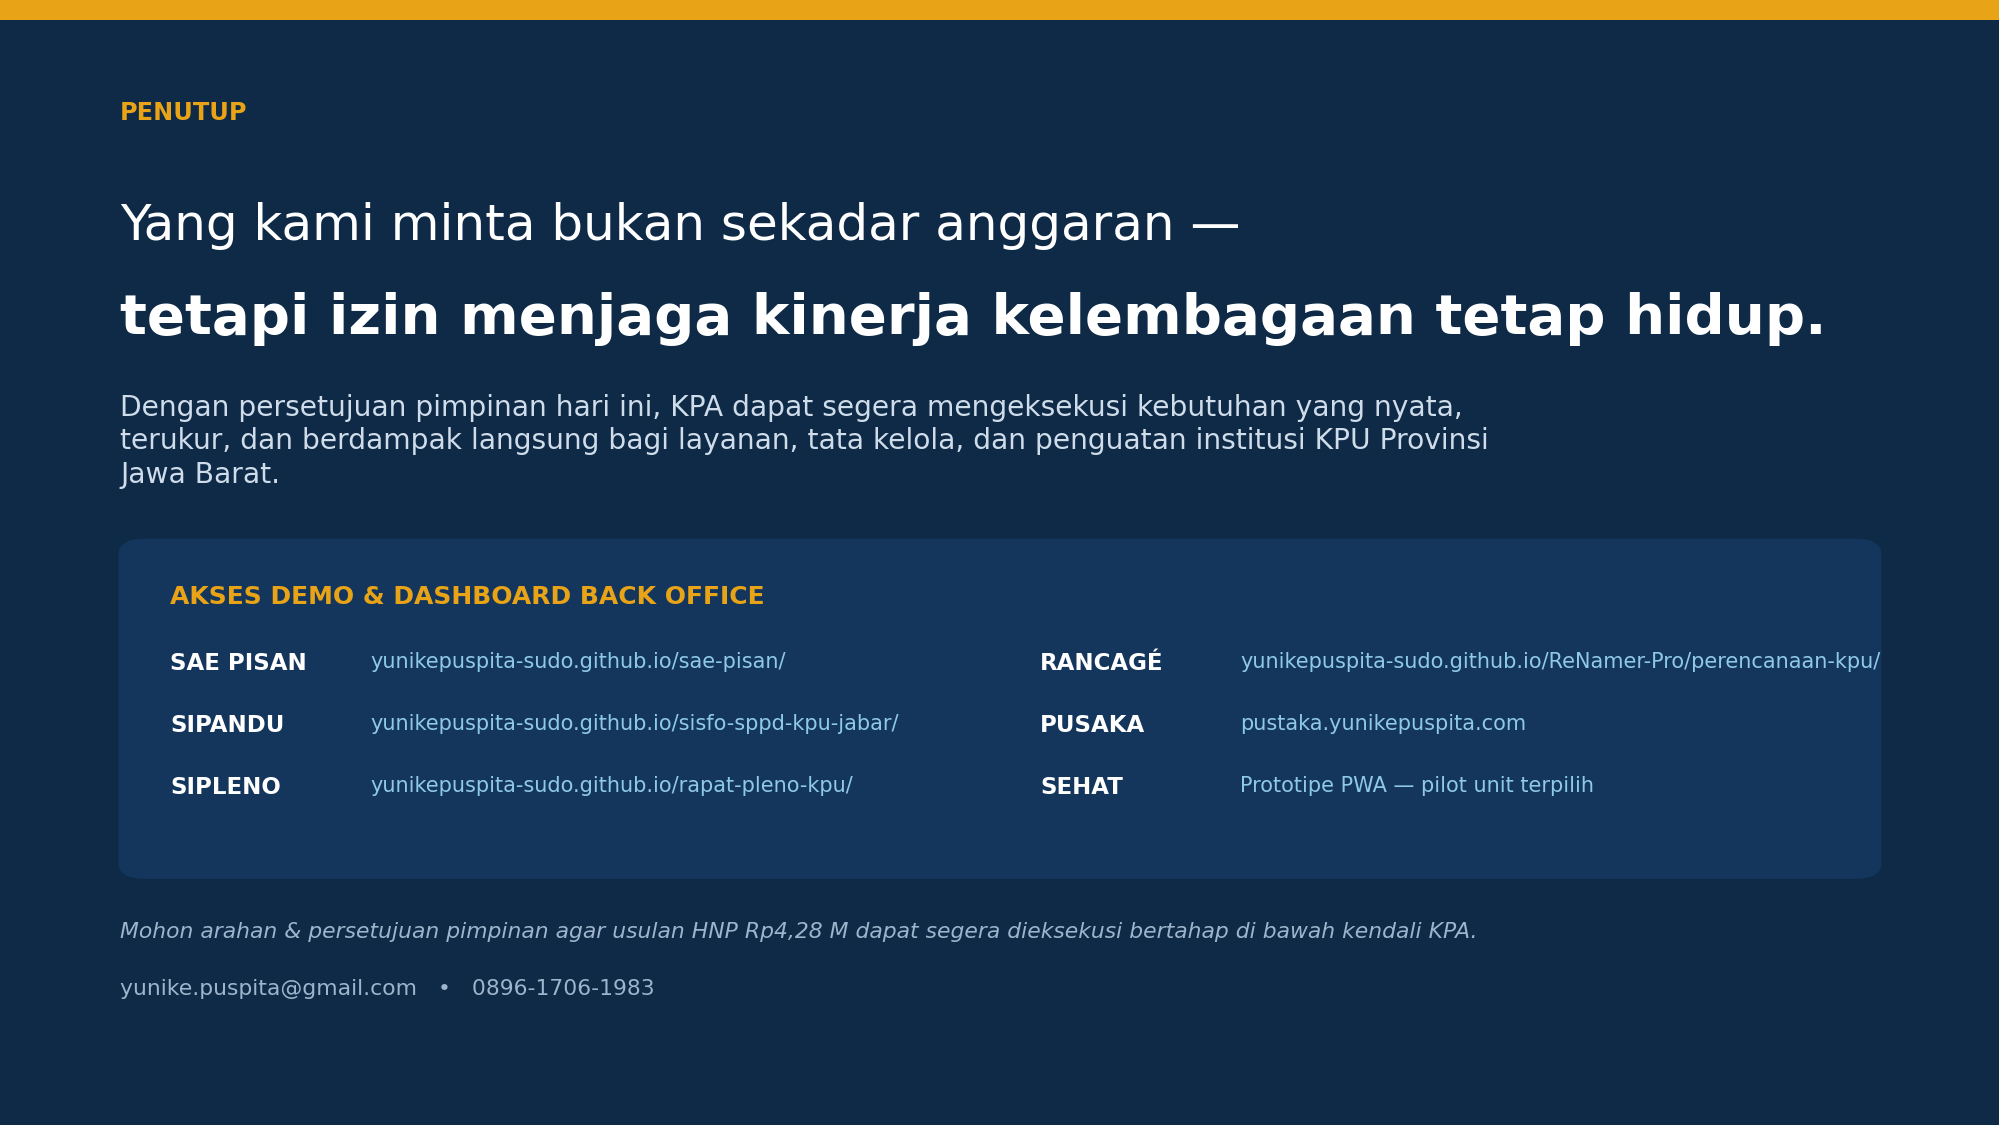 PENUTUP
Yang kami minta bukan sekadar anggaran —
tetapi izin menjaga kinerja kelembagaan tetap hidup.
Dengan persetujuan pimpinan hari ini, KPA dapat segera mengeksekusi kebutuhan yang nyata,
terukur, dan berdampak langsung bagi layanan, tata kelola, dan penguatan institusi KPU Provinsi
Jawa Barat.
AKSES DEMO & DASHBOARD BACK OFFICE
SAE PISAN yunikepuspita-sudo.github.io/sae-pisan/
RANCAGÉ yunikepuspita-sudo.github.io/ReNamer-Pro/perencanaan-kpu/
SIPANDU yunikepuspita-sudo.github.io/sisfo-sppd-kpu-jabar/
PUSAKA pustaka.yunikepuspita.com
SIPLENO yunikepuspita-sudo.github.io/rapat-pleno-kpu/
SEHAT Prototipe PWA — pilot unit terpilih
Mohon arahan & persetujuan pimpinan agar usulan HNP Rp4,28 M dapat segera dieksekusi bertahap di bawah kendali KPA.
yunike.puspita@gmail.com • 0896-1706-1983